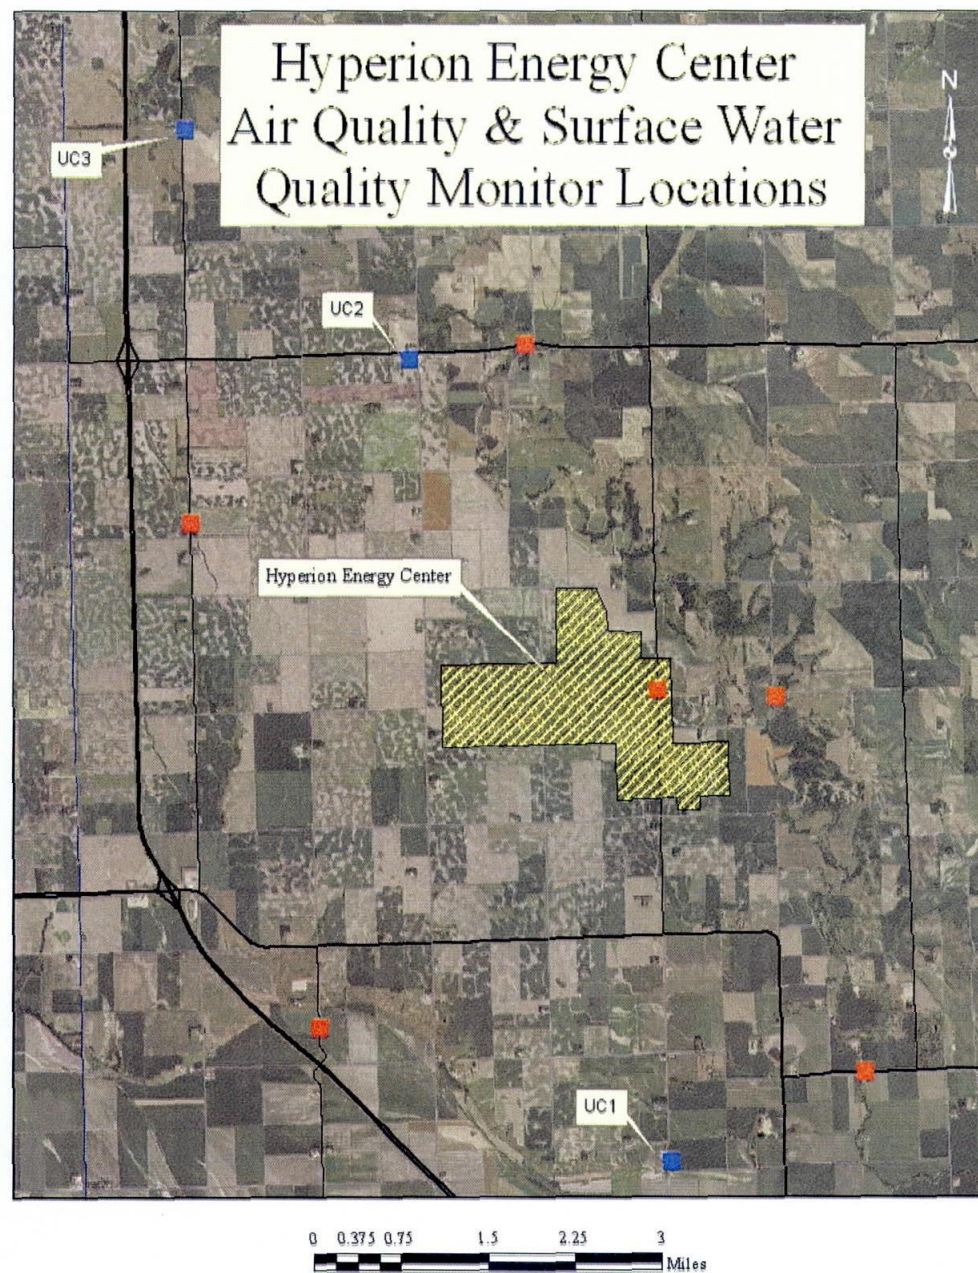 Hyperion Energy Center
Air Quality & Surface Water
Quality Monitor Locations
N
UC3
UC2
Hyperion Energy Center
UC1
0 0.375 0.75 1.5 2.25 3
Miles